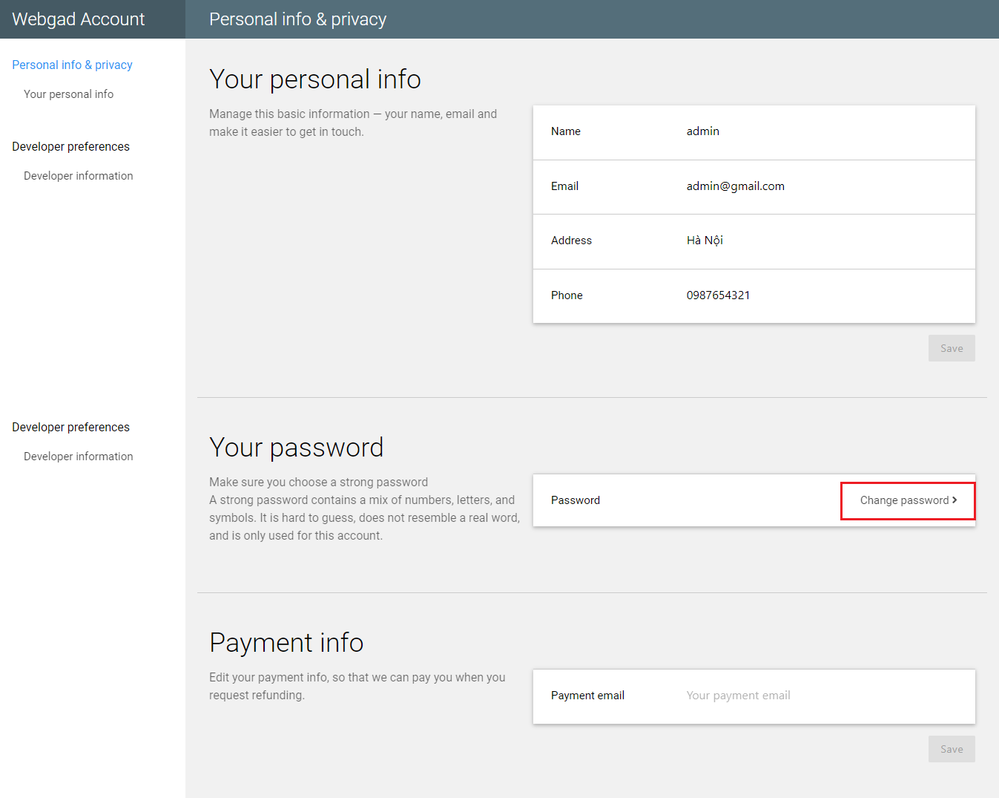 Webgad Account
Personal info & privacy
Personal info & privacy
Your personal info
Developer preferences
Developer information
Developer preferences
Developer information
Your personal info
Manage this basic information — your name, email and
make it easier to get in touch.
Name admin
Email admin@gmail.com
Address Hà Nội
Phone 0987654321
Save
Your password
Make sure you choose a strong password
A strong password contains a mix of numbers, letters, and
symbols. It is hard to guess, does not resemble a real word,
and is only used for this account.
Password Change password
Payment info
Edit your payment info, so that we can pay you when you
request refunding.
Payment email Your payment email
Save